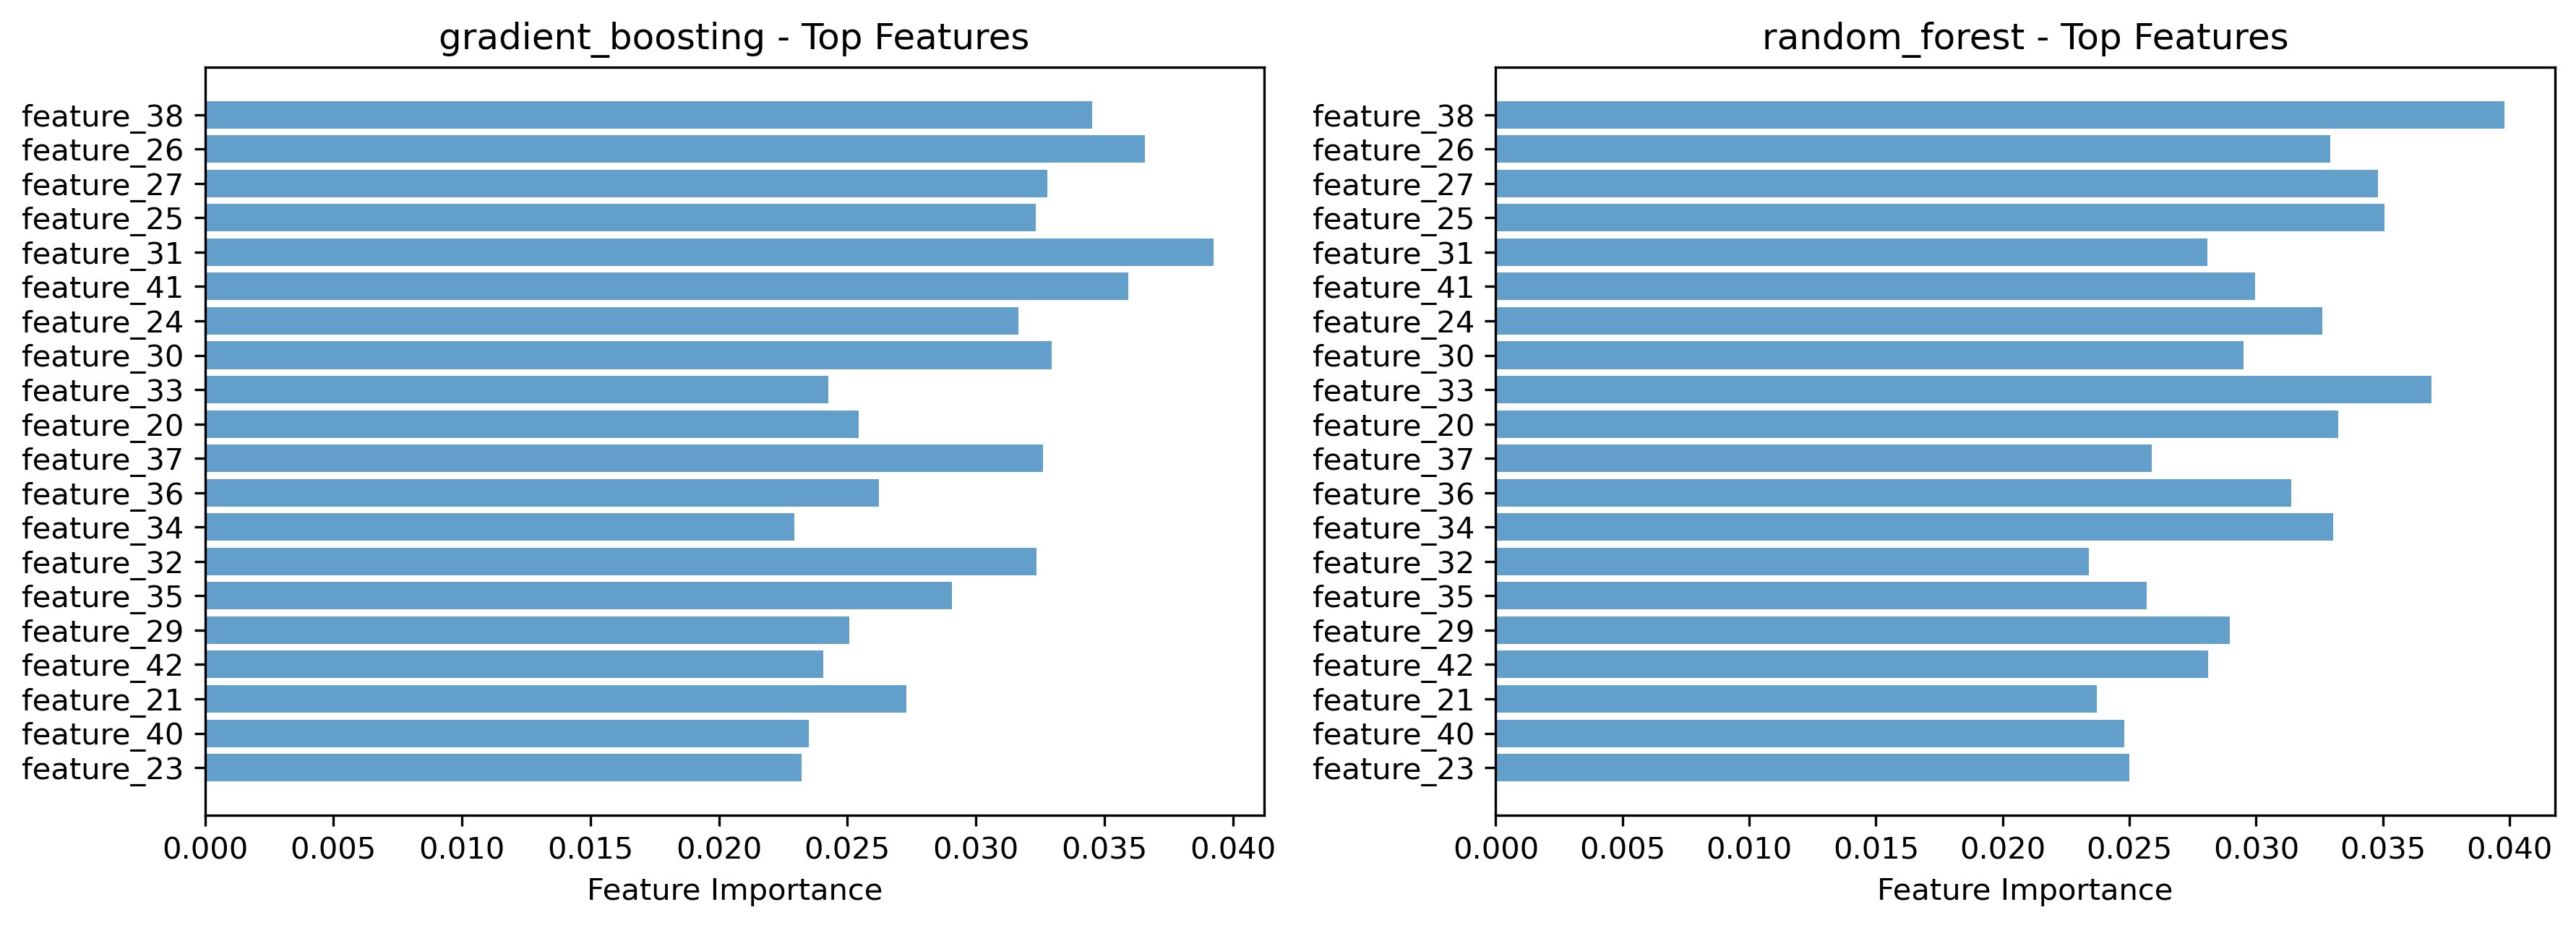 gradient_boosting - Top Features
feature_38
feature_26
feature_27
feature_25
feature_31
feature_41
feature_24
feature_30
feature_33
feature_20
feature_37
feature_36
feature_34
feature_32
feature_35
feature_29
feature_42
feature_21
feature_40
feature_23
0.000 0.005 0.010 0.015 0.020 0.025 0.030 0.035 0.040
Feature Importance
random_forest - Top Features
feature_38
feature_26
feature_27
feature_25
feature_31
feature_41
feature_24
feature_30
feature_33
feature_20
feature_37
feature_36
feature_34
feature_32
feature_35
feature_29
feature_42
feature_21
feature_40
feature_23
0.000 0.005 0.010 0.015 0.020 0.025 0.030 0.035 0.040
Feature Importance